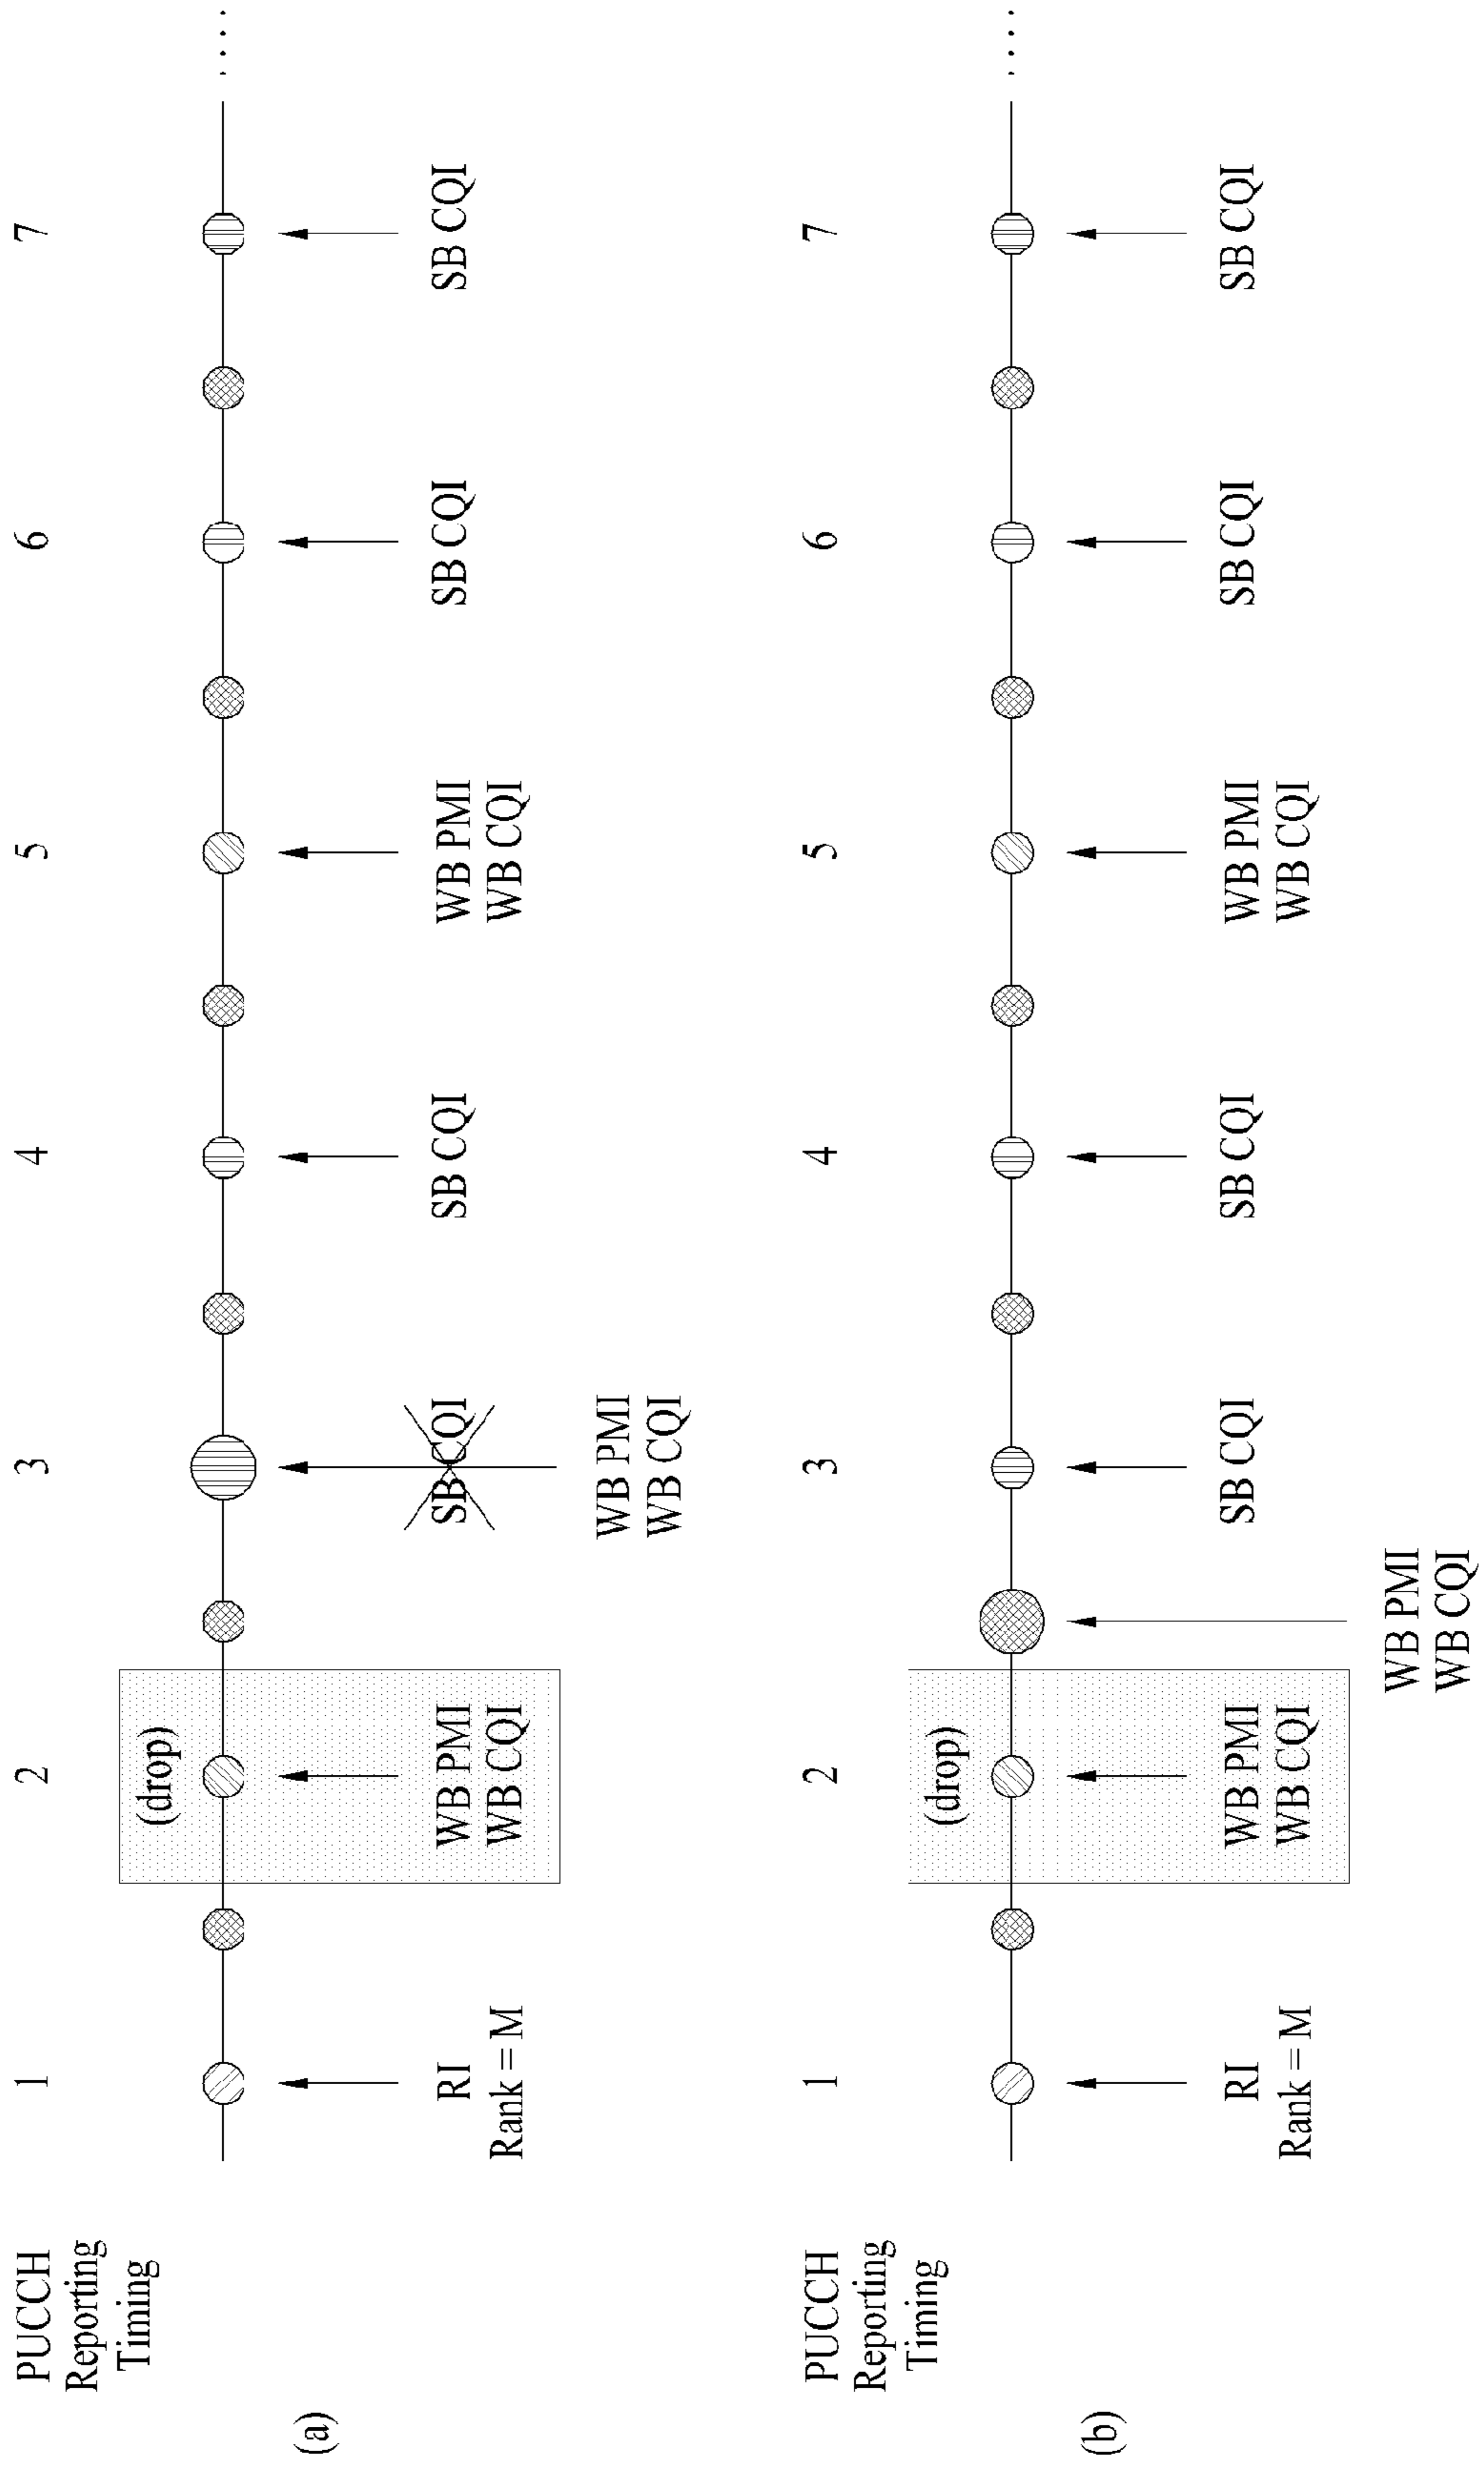 PUCCH
Reporting
Timing
1
2
3
4
5
6
7
(a)
(drop)
....
RI
Rank = M
WB PMI
WB CQI
SB CQI
WB PMI
WB CQI
SB CQI
WB PMI
WB CQI
SB CQI
SB CQI
PUCCH
Reporting
Timing
1
2
3
4
5
6
7
(b)
(drop)
....
RI
Rank = M
WB PMI
WB CQI
WB PMI
WB CQI
SB CQI
SB CQI
WB PMI
WB CQI
SB CQI
SB CQI